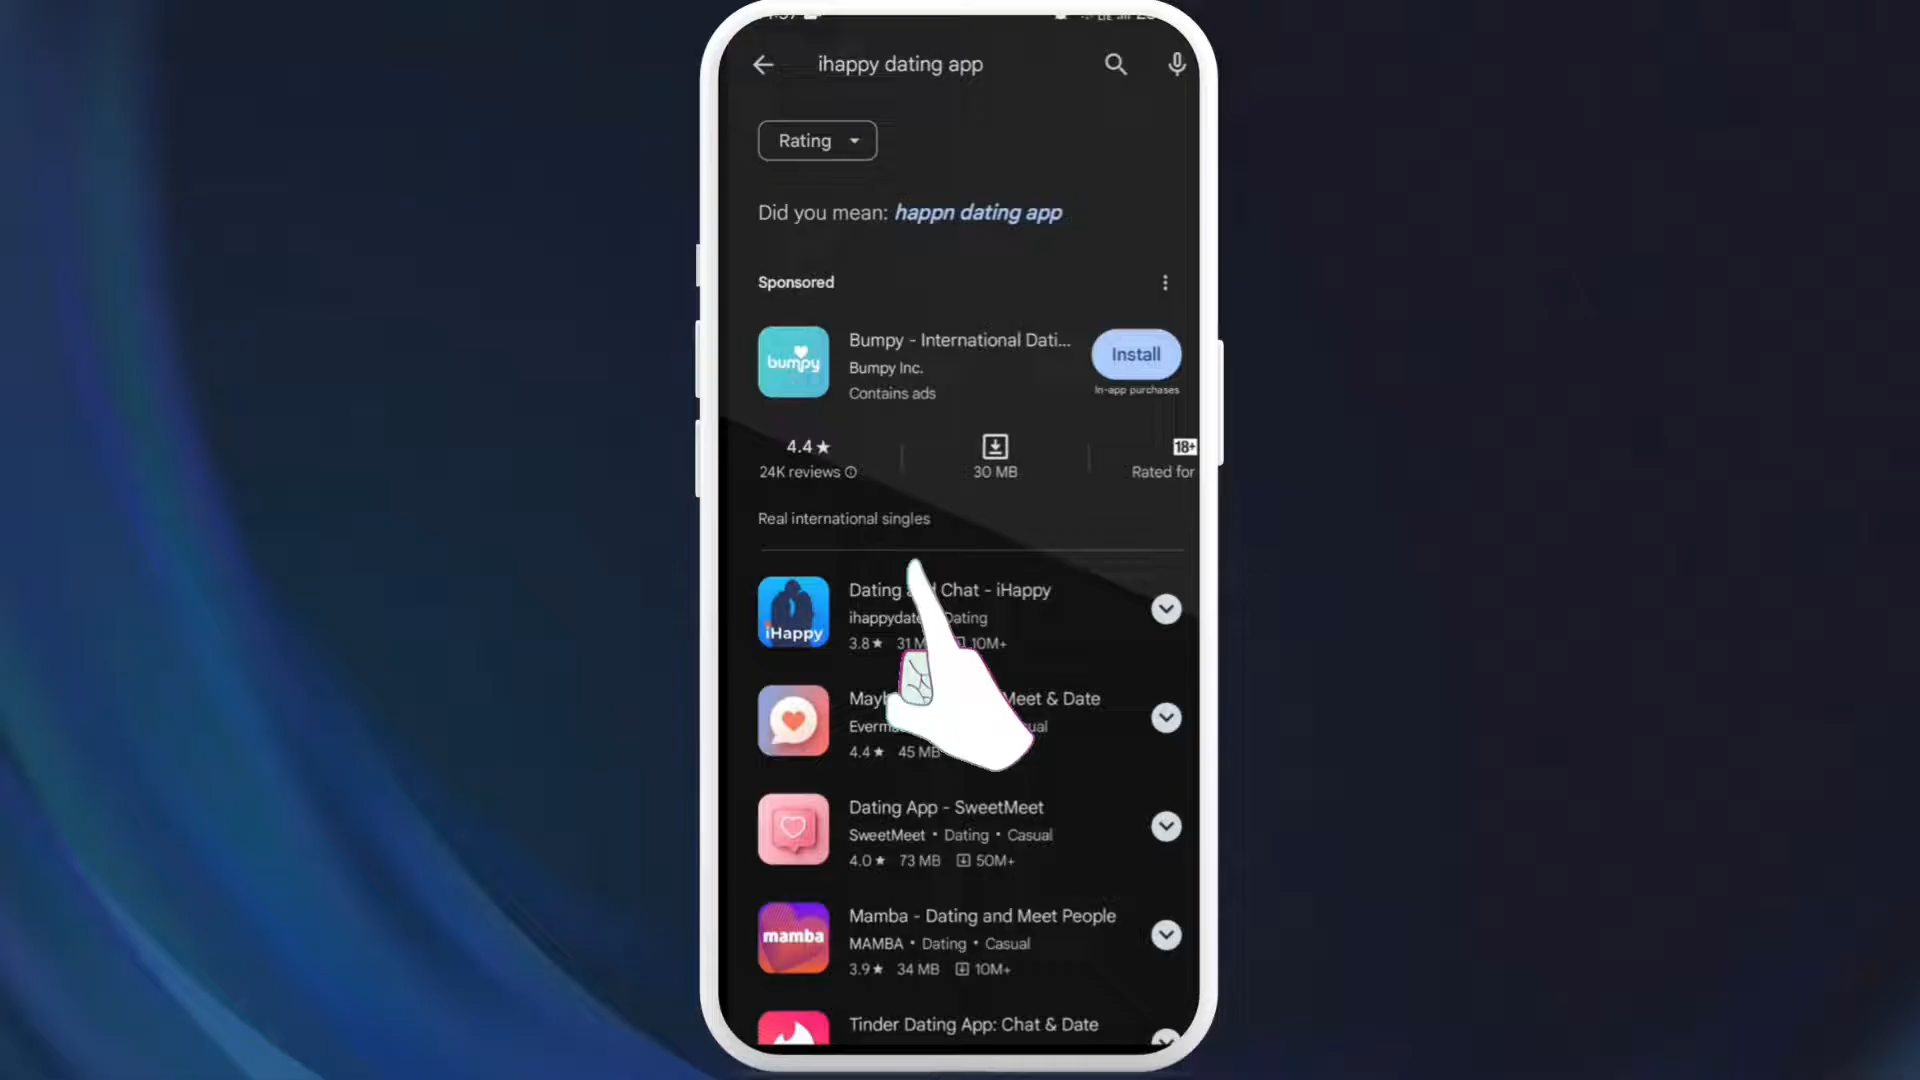 ihappy dating app
Rating
Did you mean: happn dating app
Sponsored
bumpy
Bumpy - International Dati...
Bumpy Inc.
Contains ads
Install
In-app purchases
4.4★
24K reviews
30 MB
18+
Rated for
Real international singles
iHappy
Dating Chat - iHappy
ihappydate Dating
3.8★ 31 10M+
Meet & Date
4.4★ 45 MB
Dating App - SweetMeet
SweetMeet • Dating • Casual
4.0★ 73 MB 50M+
mamba
Mamba - Dating and Meet People
MAMBA • Dating • Casual
3.9★ 34 MB 10M+
Tinder Dating App: Chat & Date